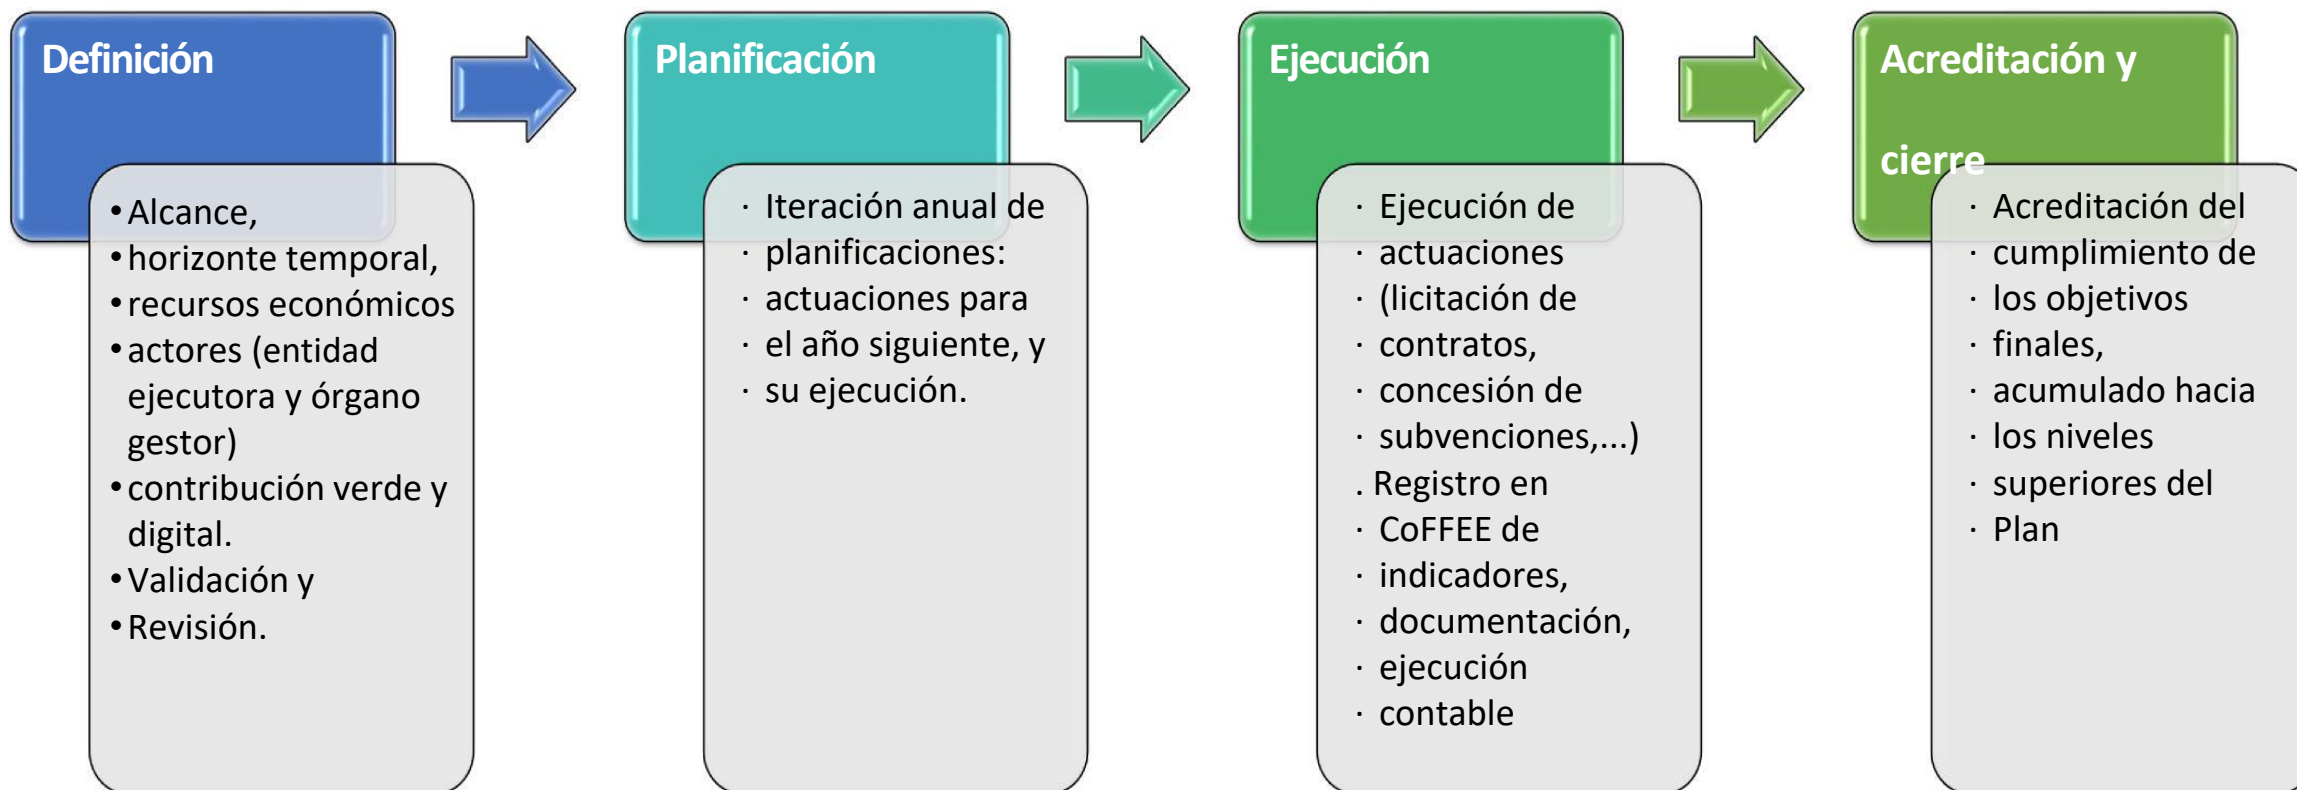 Definición
•Alcance,
•horizonte temporal,
•recursos económicos
•actores (entidad
ejecutora y órgano
gestor)
•contribución verde y
digital.
•Validación y
•Revisión.
Planificación
· Iteración anual de
· planificaciones:
· actuaciones para
· el año siguiente, y
· su ejecución.
Ejecución
· Ejecución de
· actuaciones
· (licitación de
· contratos,
· concesión de
· subvenciones,...)
. Registro en
· CoFFEE de
· indicadores,
· documentación,
· ejecución
· contable
Acreditación y
cierre
· Acreditación del
· cumplimiento de
· los objetivos
· finales,
· acumulado hacia
· los niveles
· superiores del
· Plan